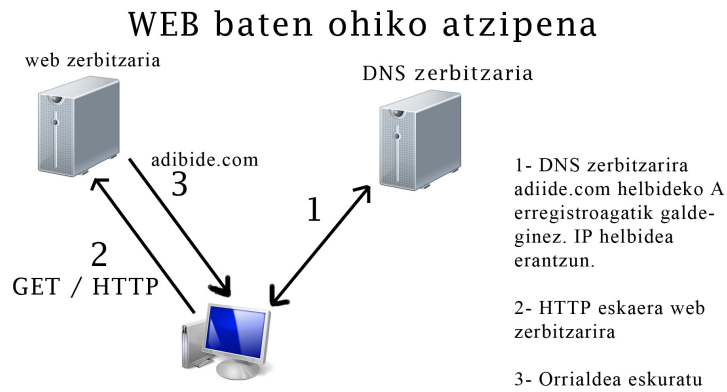 WEB baten ohiko atzipena
web zerbitzaria
DNS zerbitzaria
adibide.com
3
1
2
GET / HTTP
1- DNS zerbitzarira
adiide.com helbideko A
erregistroagatik galde-
ginez. IP helbidea
erantzun.
2- HTTP eskaera web
zerbitzarira
3- Orrialdea eskuratu